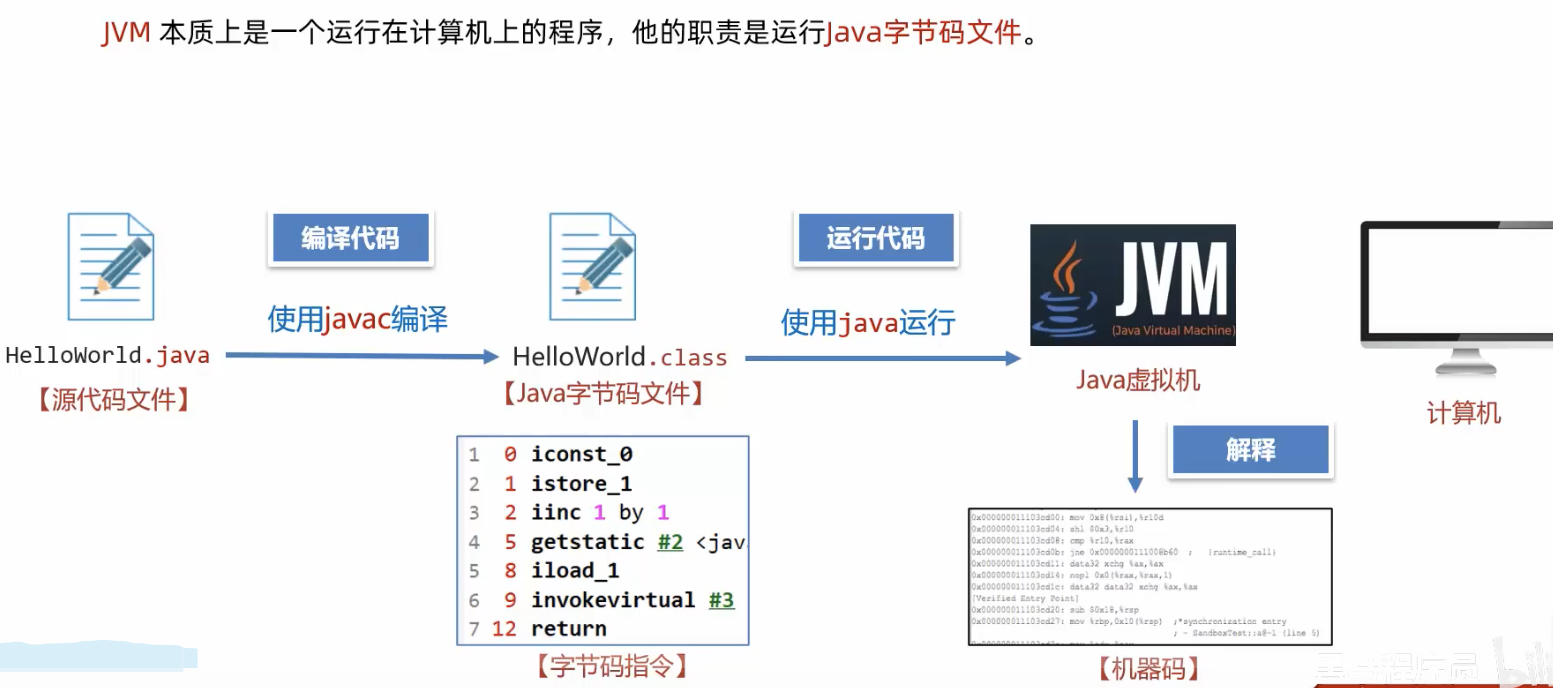 JVM 本质上是一个运行在计算机上的程序，他的职责是运行Java字节码文件。
编译代码
运行代码
使用javac编译
使用java运行
JVM
(Java Virtual Machine)
HelloWorld.java
HelloWorld.class
【源代码文件】
【Java字节码文件】
Java虚拟机
计算机
解释
1 0 iconst_0
2 1 istore_1
3 2 iinc 1 by 1
4 5 getstatic #2 <jav
5 8 iload_1
6 9 invokevirtual #3
7 12 return
【字节码指令】
0x000000011103cd00: mov 0x8(%rsi),%r10d
0x000000011103cd04: shl $0x3,%r10
0x000000011103cd08: cmp %r10,%rax
0x000000011103cd0b: jne 0x0000000111008b60 ; {runtime_call}
0x000000011103cd11: data32 xchg %ax,%ax
0x000000011103cd14: nopl 0x0(%rax,%rax,1)
0x000000011103cd1c: data32 data32 xchg %ax,%ax
[Verified Entry Point]
0x000000011103cd20: sub $0x18,%rsp
0x000000011103cd27: mov %rbp,0x10(%rsp) ;*synchronization entry
; - SandboxTest::a@-1 (line 5)
【机器码】
程序员